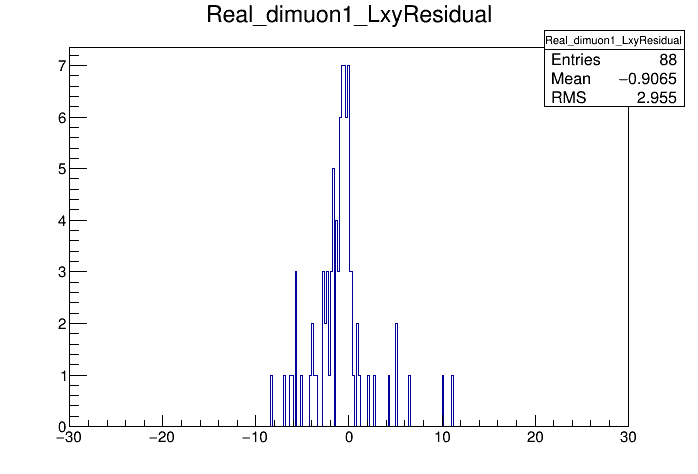 Real_dimuon1_LxyResidual
Real_dimuon1_LxyResidual
Entries 88
Mean −0.9065
RMS 2.955
7
6
5
4
3
2
1
0
−30 −20 −10 0 10 20 30